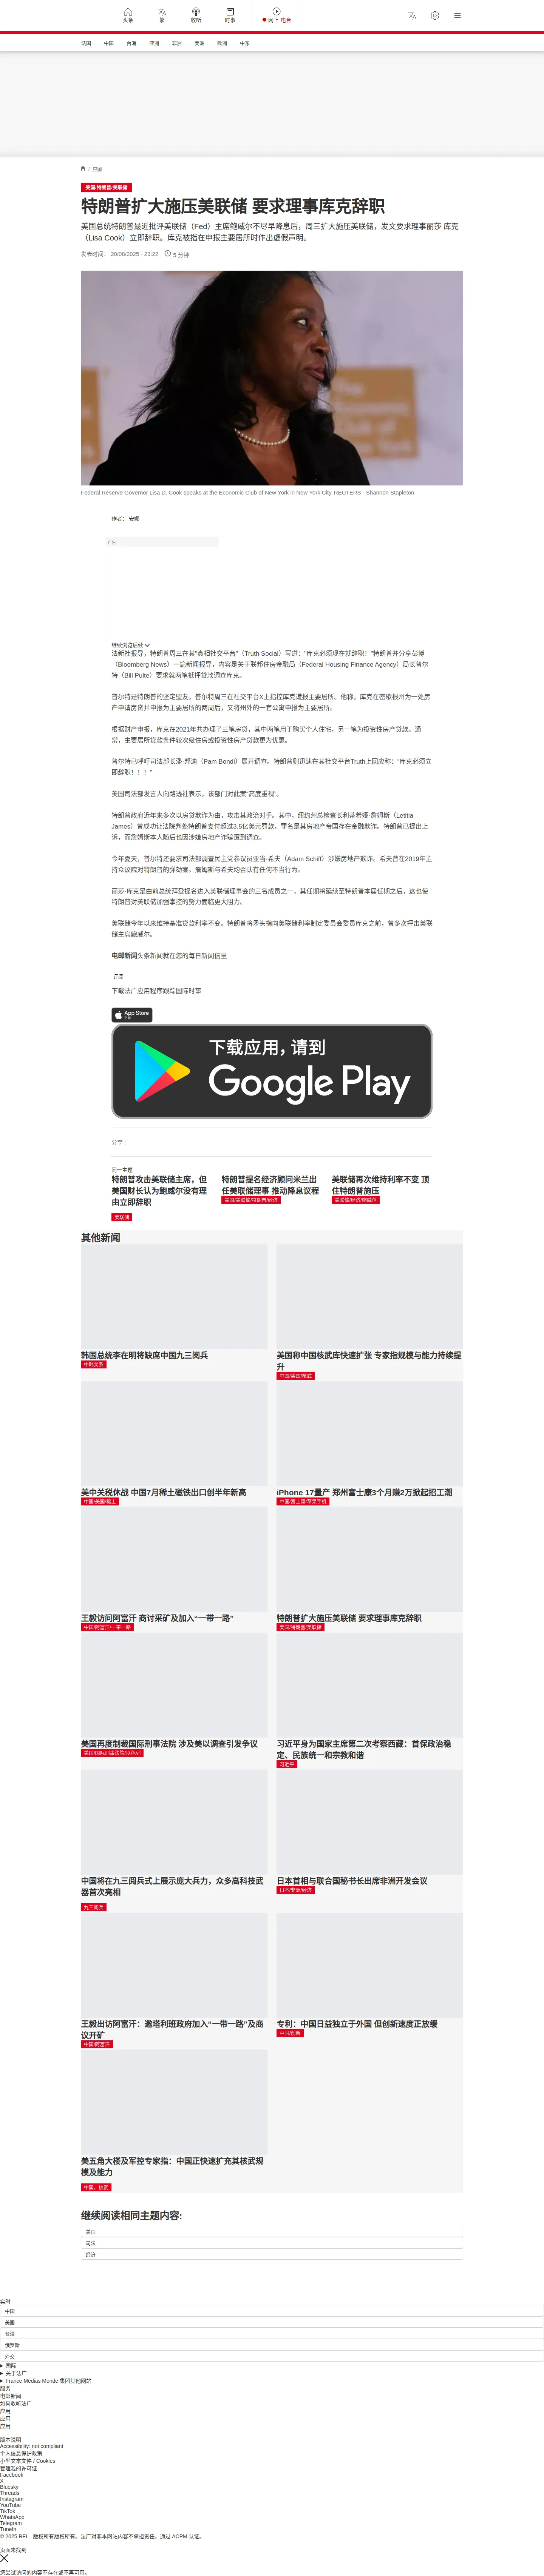 头条
繁
收听
时事
网上 电台
法国
中国
台海
亚洲
非洲
美洲
欧洲
中东
/ 中国
美国/特朗普/美联储
特朗普扩大施压美联储 要求理事库克辞职
美国总统特朗普最近批评美联储（Fed）主席鲍威尔不尽早降息后，周三扩大施压美联储，发文要求理事丽莎 库克
（Lisa Cook）立即辞职。库克被指在申报主要居所时作出虚假声明。
发表时间： 20/08/2025 - 23:22
5 分钟
Federal Reserve Governor Lisa D. Cook speaks at the Economic Club of New York in New York City REUTERS - Shannon Stapleton
作者： 安娜
广告
继续浏览后续
法新社报导，特朗普周三在其"真相社交平台"（Truth Social）写道："库克必须现在就辞职！"特朗普并分享彭博
（Bloomberg News）一篇新闻报导，内容是关于联邦住房金融局（Federal Housing Finance Agency）局长普尔
特（Bill Pulte）要求就两笔抵押贷款调查库克。
普尔特是特朗普的坚定盟友。普尔特周三在社交平台X上指控库克谎报主要居所。他称，库克在密歇根州为一处房
产申请房贷并申报为主要居所的两周后，又将州外的一套公寓申报为主要居所。
根据财产申报，库克在2021年共办理了三笔房贷，其中两笔用于购买个人住宅，另一笔为投资性房产贷款。通
常，主要居所贷款条件较次级住房或投资性房产贷款更为优惠。
普尔特已呼吁司法部长潘·邦迪（Pam Bondi）展开调查。特朗普则迅速在其社交平台Truth上回应称："库克必须立
即辞职！！！"
美国司法部发言人向路透社表示，该部门对此案"高度重视"。
特朗普政府近年来多次以房贷欺诈为由，攻击其政治对手。其中，纽约州总检察长利蒂希娅·詹姆斯（Letitia
James）曾成功让法院判处特朗普支付超过3.5亿美元罚款，罪名是其房地产帝国存在金融欺诈。特朗普已提出上
诉，而詹姆斯本人随后也因涉嫌房地产诈骗遭到调查。
今年夏天，普尔特还要求司法部调查民主党参议员亚当·希夫（Adam Schiff）涉嫌房地产欺诈。希夫曾在2019年主
持众议院对特朗普的弹劾案。詹姆斯与希夫均否认有任何不当行为。
丽莎·库克是由前总统拜登提名进入美联储理事会的三名成员之一，其任期将延续至特朗普本届任期之后，这也使
特朗普对美联储加强掌控的努力面临更大阻力。
美联储今年以来维持基准贷款利率不变。特朗普将矛头指向美联储利率制定委员会委员库克之前，曾多次抨击美联
储主席鲍威尔。
电邮新闻头条新闻就在您的每日新闻信里
订阅
下载法广应用程序跟踪国际时事
App Store
下载应用，请到
Google Play
分享 :
同一主题
特朗普攻击美联储主席，但
美国财长认为鲍威尔没有理
由立即辞职
美联储
特朗普提名经济顾问米兰出
任美联储理事 推动降息议程
美国/美联储/特朗普/经济
美联储再次维持利率不变 顶
住特朗普施压
美联储/经济/鲍威尔
其他新闻
韩国总统李在明将缺席中国九三阅兵
中韩关系
美国称中国核武库快速扩张 专家指规模与能力持续提
升
中国/美国/核武
美中关税休战 中国7月稀土磁铁出口创半年新高
中国/美国/稀土
iPhone 17量产 郑州富士康3个月赚2万掀起招工潮
中国/富士康/苹果手机
王毅访问阿富汗 商讨采矿及加入"一带一路"
中国/阿富汗/一带一路
特朗普扩大施压美联储 要求理事库克辞职
美国/特朗普/美联储
美国再度制裁国际刑事法院 涉及美以调查引发争议
美国/国际刑事法院/以色列
习近平身为国家主席第二次考察西藏：首保政治稳
定、民族统一和宗教和谐
习近平
中国将在九三阅兵式上展示庞大兵力，众多高科技武
器首次亮相
九三阅兵
日本首相与联合国秘书长出席非洲开发会议
日本/非洲/经济
王毅出访阿富汗：邀塔利班政府加入"一带一路"及商
议开矿
中国/阿富汗
专利：中国日益独立于外国 但创新速度正放缓
中国/创新
美五角大楼及军控专家指：中国正快速扩充其核武规
模及能力
中国，核武
继续阅读相同主题内容:
美国
司法
经济
实时
中国
美国
台湾
俄罗斯
外交
国际
关于法广
France Médias Monde 集团其他网站
服务
电邮新闻
如何收听法广
应用
应用
应用
版本说明
Accessibility: not compliant
个人信息保护政策
小型文本文件 / Cookies
管理我的许可证
Facebook
X
Bluesky
Threads
Instagram
YouTube
TikTok
WhatsApp
Telegram
TuneIn
© 2025 RFI – 版权所有版权所有。法广对非本网站内容不承担责任。通过 ACPM 认证。
页面未找到
您尝试访问的内容不存在或不再可用。